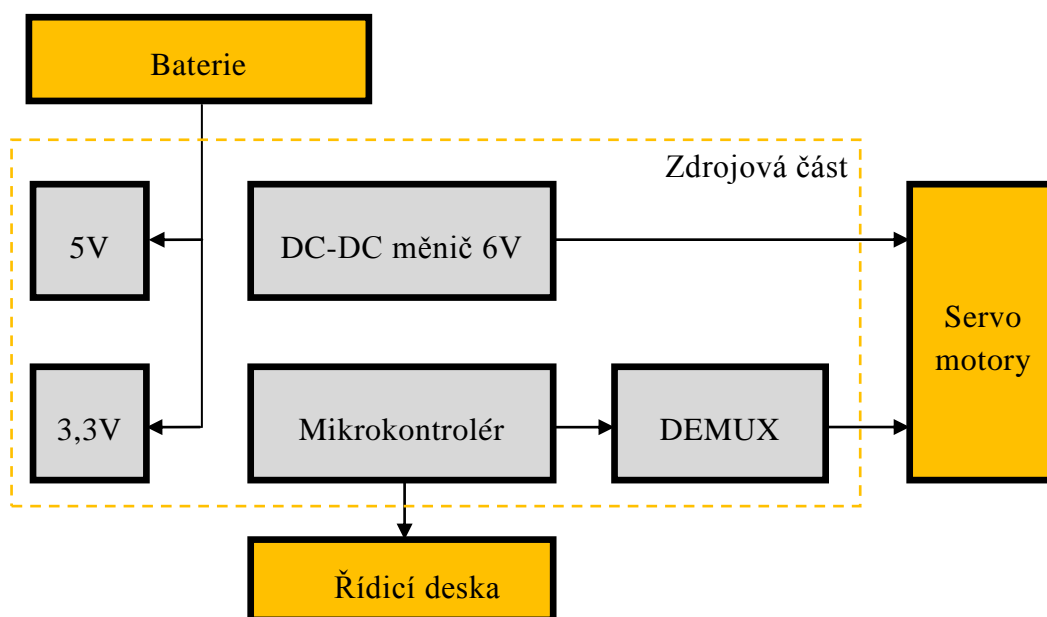 Baterie
Zdrojová část
5V
DC-DC měnič 6V
Servo
motory
3,3V
Mikrokontrolér
DEMUX
Řídicí deska